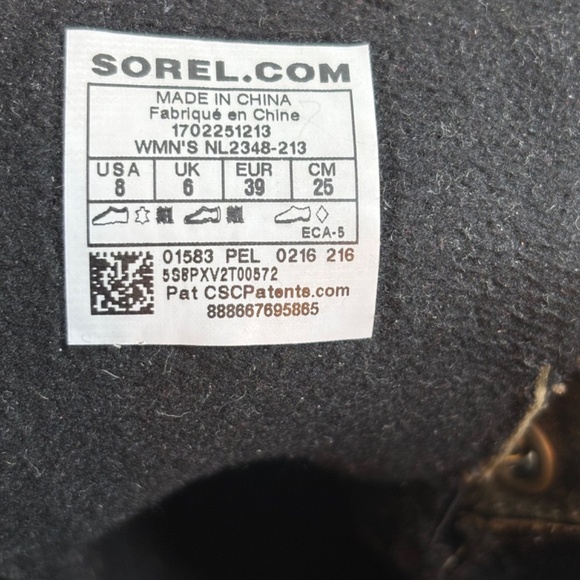 SOREL.COM
MADE IN CHINA
Fabriqué en Chine
1702251213
WMN'S NL2348-213
USA UK EUR CM
8 6 39 25
ECA-5
01583 PEL 0216 216
5S8PXV2T00572
Pat CSCPatents.com
888667695865